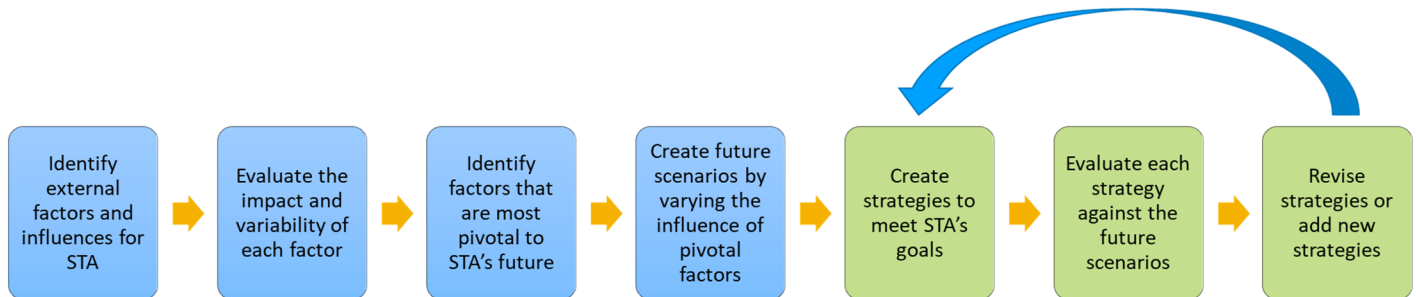 Identify
external
factors and
influences for
STA
Evaluate the
impact and
variability of
each factor
Identify
factors that
are most
pivotal to
STA’s future
Create future
scenarios by
varying the
influence of
pivotal
factors
Create
strategies to
meet STA’s
goals
Evaluate each
strategy
against the
future
scenarios
Revise
strategies or
add new
strategies